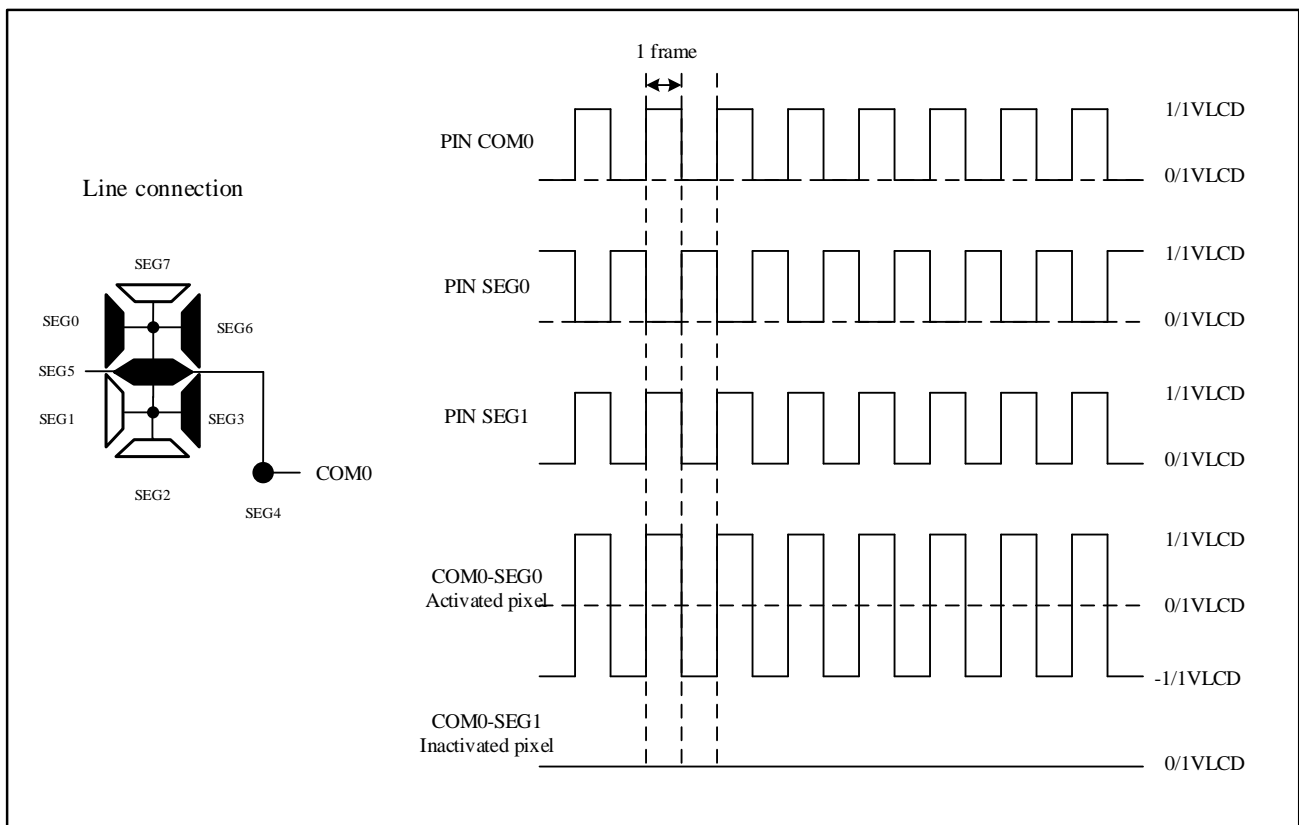 1 frame
Line connection
SEG7
SEG0
SEG6
SEG5
SEG1
SEG3
SEG2
COM0
SEG4
PIN COM0
1/1VLCD
0/1VLCD
PIN SEG0
1/1VLCD
0/1VLCD
PIN SEG1
1/1VLCD
0/1VLCD
COM0-SEG0
Activated pixel
1/1VLCD
0/1VLCD
-1/1VLCD
COM0-SEG1
Inactivated pixel
0/1VLCD